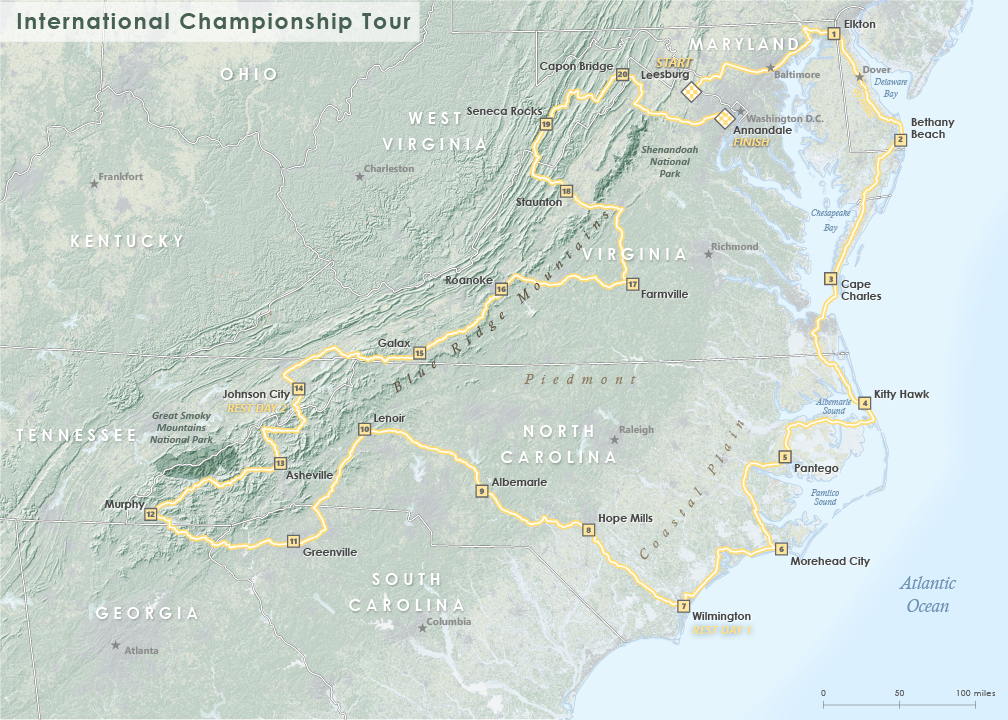 International Championship Tour
Elkton
1
MARYLAND
START
Leesburg
Capon Bridge
20
OHIO
Baltimore
Dover
Delaware
Bay
Seneca Rocks
19
WEST
VIRGINIA
Washington D.C.
Annandale
FINISH
Bethany
Beach
2
Shenandoah
National
Park
Frankfort
Charleston
18
Staunton
Chesapeake
Bay
KENTUCKY
VIRGINIA
Richmond
Roanoke
16
17
Farmville
3
Cape
Charles
Blue Ridge Mountains
Galax
15
Piedmont
14
Johnson City
REST DAY 2
Kitty Hawk
4
Albemarle
Sound
Great Smoky
Mountains
National Park
TENNESSEE
Lenoir
10
NORTH
CAROLINA
Raleigh
Coastal Plain
13
Asheville
5
Pantego
Albemarle
9
Pamlico
Sound
Murphy
12
Hope Mills
8
11
Greenville
6
Morehead City
SOUTH
CAROLINA
Atlantic
Ocean
GEORGIA
7
Wilmington
REST DAY 1
Columbia
Atlanta
0 50 100 miles